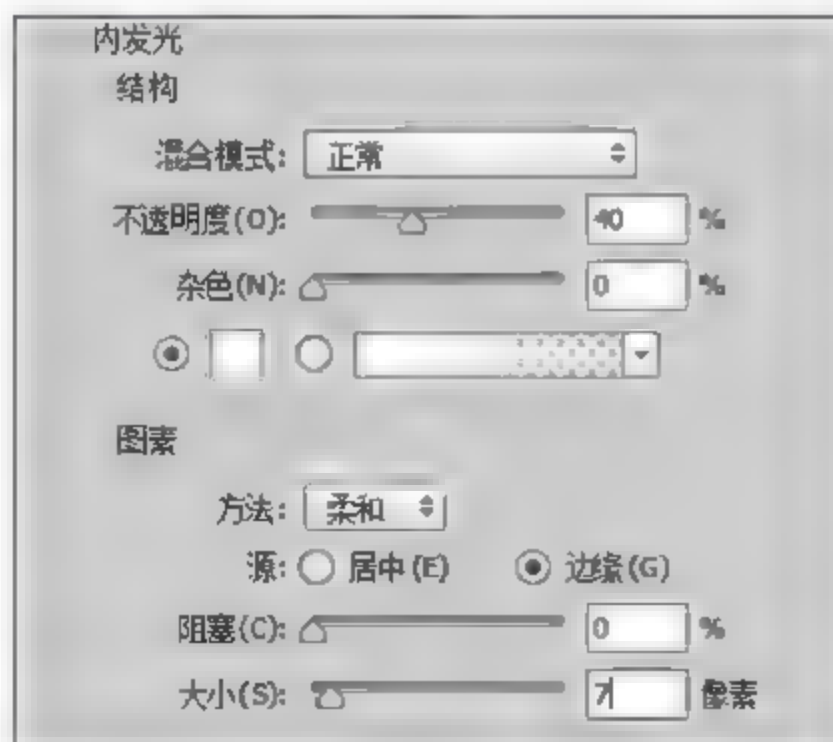 内发光
结构
混合模式: 正常
不透明度(O): 40 %
杂色(N): 0 %
图素
方法: 柔和
源: 居中(E) 边缘(G)
阻塞(C): 0 %
大小(S): 7 像素